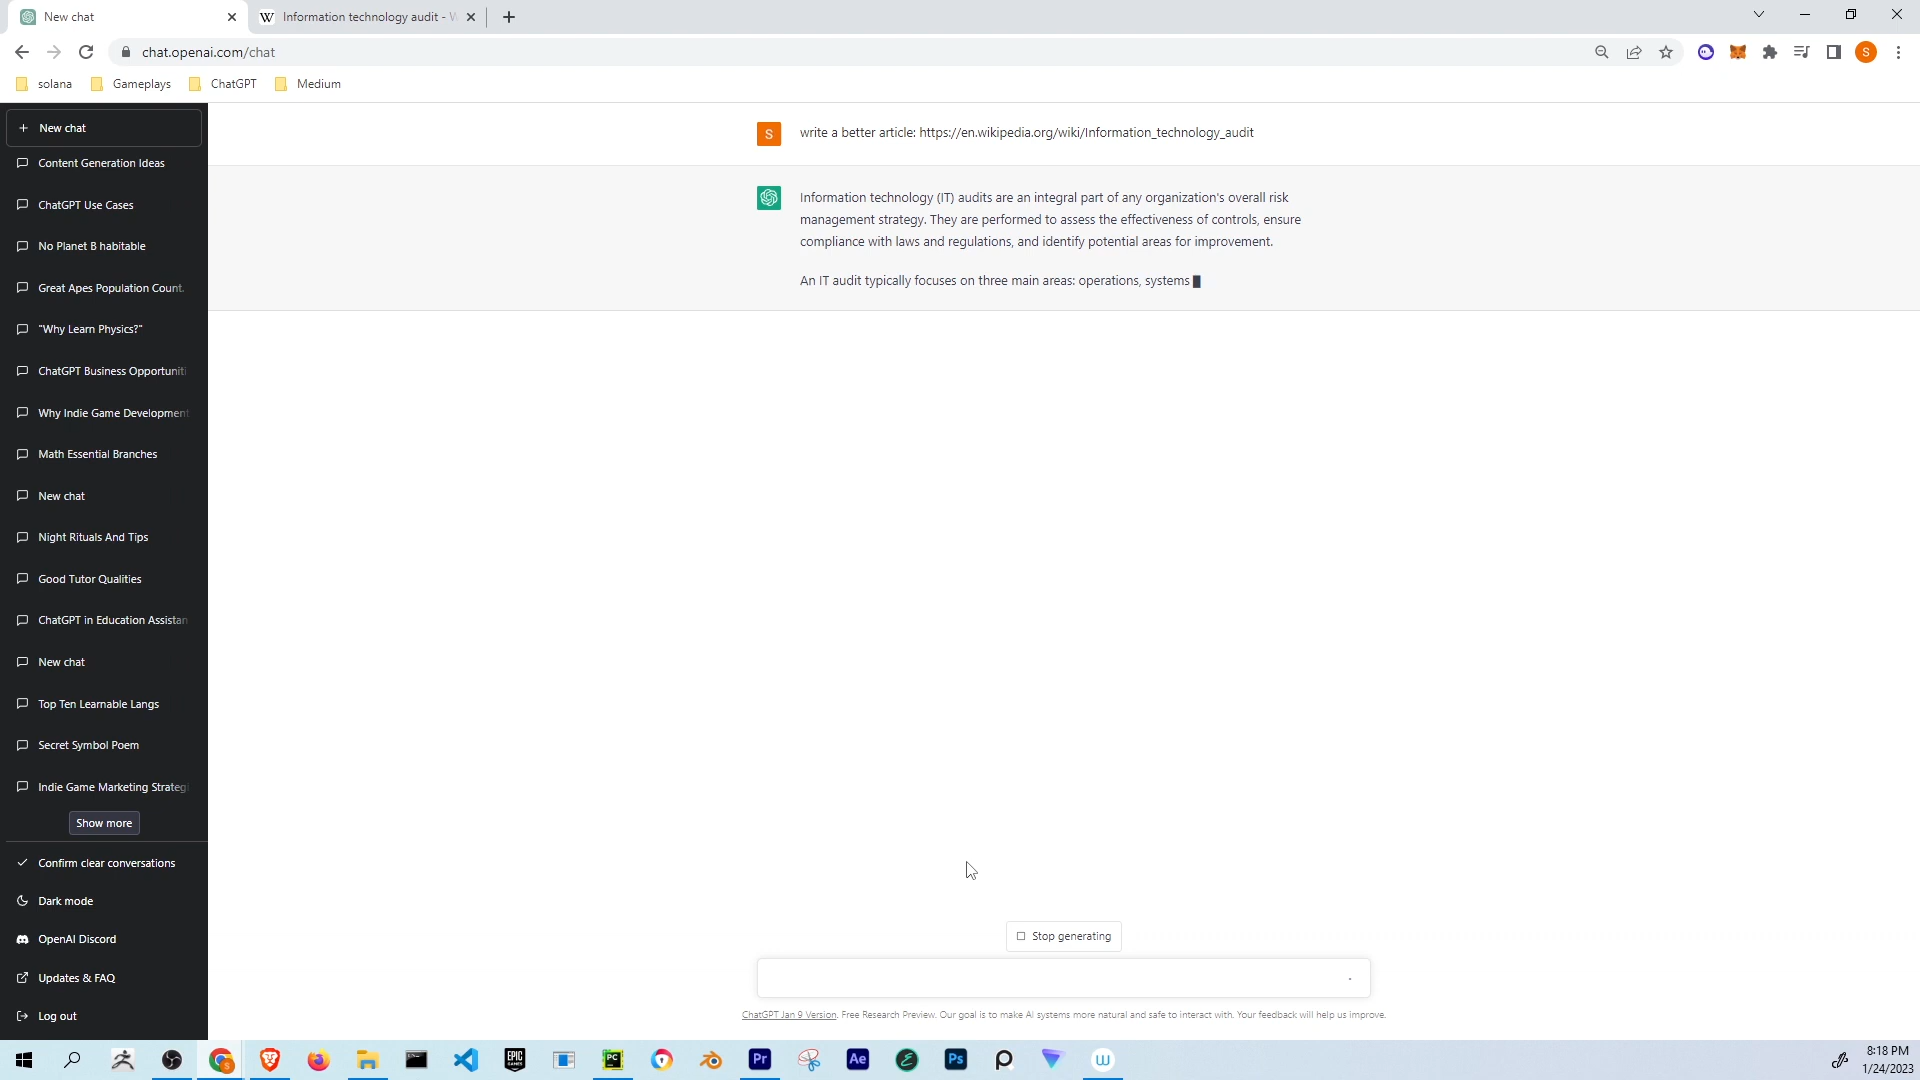 New chat
W Information technology audit - W
chat.openai.com/chat
S
solana
Gameplays
ChatGPT
Medium
New chat
Content Generation Ideas
ChatGPT Use Cases
No Planet B habitable
Great Apes Population Count.
"Why Learn Physics?"
ChatGPT Business Opportuniti
Why Indie Game Development
Math Essential Branches
New chat
Night Rituals And Tips
Good Tutor Qualities
ChatGPT in Education Assistan
New chat
Top Ten Learnable Langs
Secret Symbol Poem
Indie Game Marketing Strategi
Show more
Confirm clear conversations
Dark mode
OpenAI Discord
Updates & FAQ
Log out
S
write a better article: https://en.wikipedia.org/wiki/Information_technology_audit
Information technology (IT) audits are an integral part of any organization's overall risk
management strategy. They are performed to assess the effectiveness of controls, ensure
compliance with laws and regulations, and identify potential areas for improvement.
An IT audit typically focuses on three main areas: operations, systems
Stop generating
ChatGPT Jan 9 Version. Free Research Preview. Our goal is to make AI systems more natural and safe to interact with. Your feedback will help us improve.
S
EPIC GAMES
PC
Pr
Ae
Ps
8:18 PM
1/24/2023